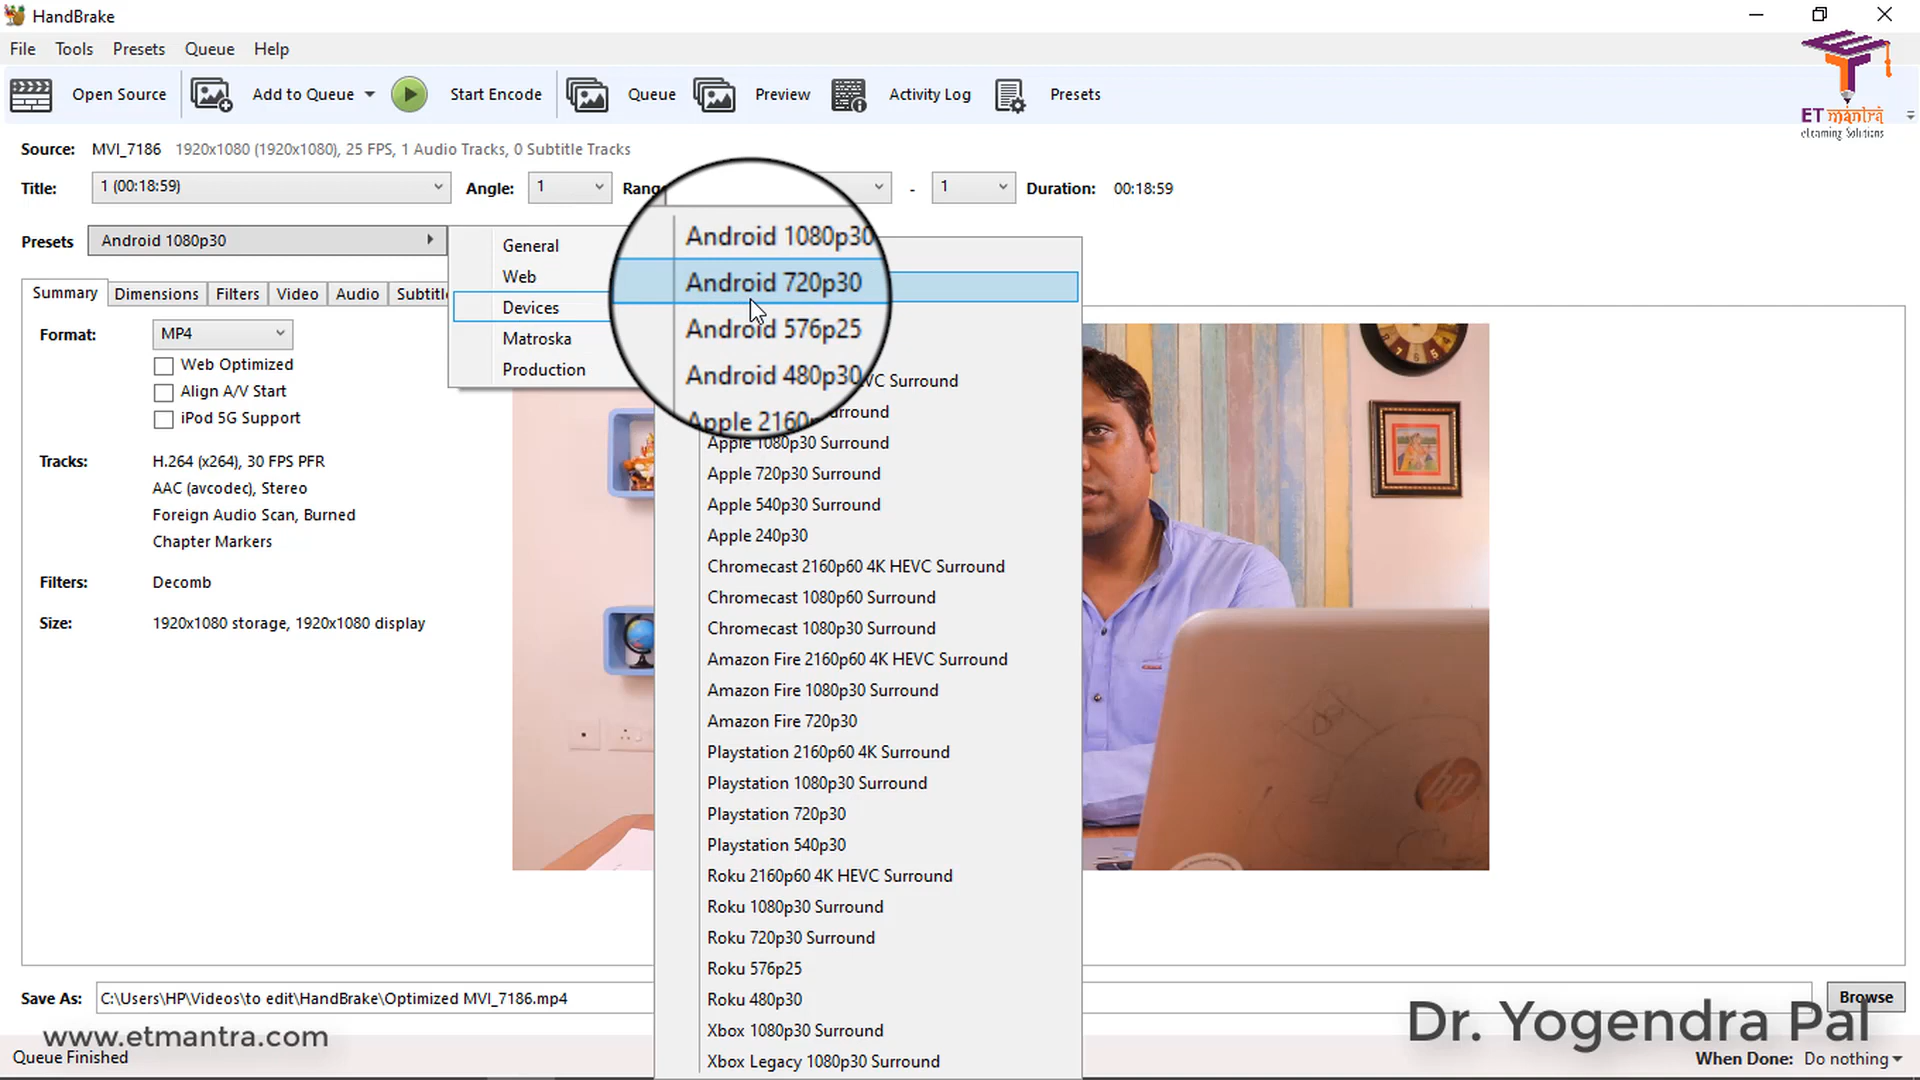 HandBrake
File Tools Presets Queue Help
Open Source Add to Queue Start Encode Queue Preview Activity Log Presets
ET mantra
eLearning Solutions
Source: MVI_7186 1920x1080 (1920x1080), 25 FPS, 1 Audio Tracks, 0 Subtitle Tracks
Title: 1 (00:18:59) Angle: 1 Rang - 1 Duration: 00:18:59
Presets Android 1080p30
General
Web
Devices
Matroska
Production
Android 1080p30
Android 720p30
Android 576p25
Android 480p30
Apple 2160p
VC Surround
urround
Apple 1080p30 Surround
Apple 720p30 Surround
Apple 540p30 Surround
Apple 240p30
Chromecast 2160p60 4K HEVC Surround
Chromecast 1080p60 Surround
Chromecast 1080p30 Surround
Amazon Fire 2160p60 4K HEVC Surround
Amazon Fire 1080p30 Surround
Amazon Fire 720p30
Playstation 2160p60 4K Surround
Playstation 1080p30 Surround
Playstation 720p30
Playstation 540p30
Roku 2160p60 4K HEVC Surround
Roku 1080p30 Surround
Roku 720p30 Surround
Roku 576p25
Roku 480p30
Xbox 1080p30 Surround
Xbox Legacy 1080p30 Surround
Summary Dimensions Filters Video Audio Subtitle
Format: MP4
Web Optimized
Align A/V Start
iPod 5G Support
Tracks: H.264 (x264), 30 FPS PFR
AAC (avcodec), Stereo
Foreign Audio Scan, Burned
Chapter Markers
Filters: Decomb
Size: 1920x1080 storage, 1920x1080 display
hp
Save As: C:\Users\HP\Videos\to edit\HandBrake\Optimized MVI_7186.mp4 Browse
www.etmantra.com
Dr. Yogendra Pal
Queue Finished
When Done: Do nothing